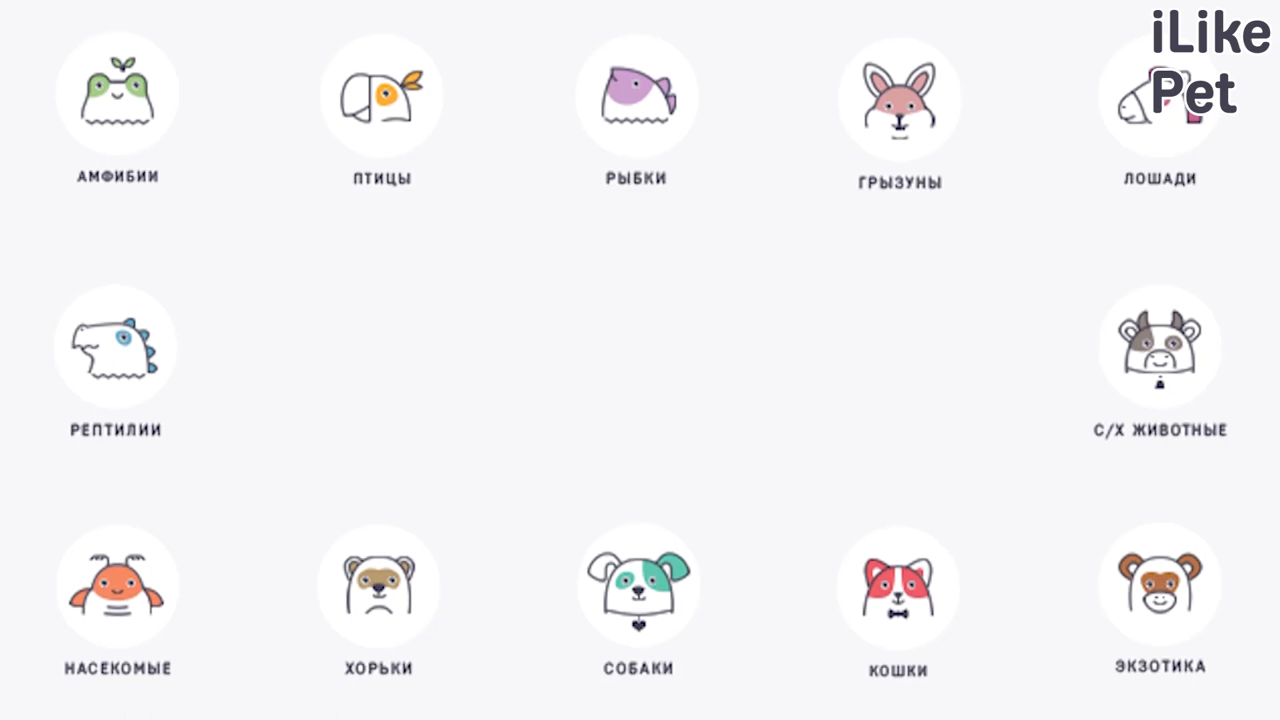 iLike
Pet
АМФИБИИ
ПТИЦЫ
РЫБКИ
ГРЫЗУНЫ
ЛОШАДИ
РЕПТИЛИИ
С/Х ЖИВОТНЫЕ
НАСЕКОМЫЕ
ХОРЬКИ
СОБАКИ
КОШКИ
ЭКЗОТИКА